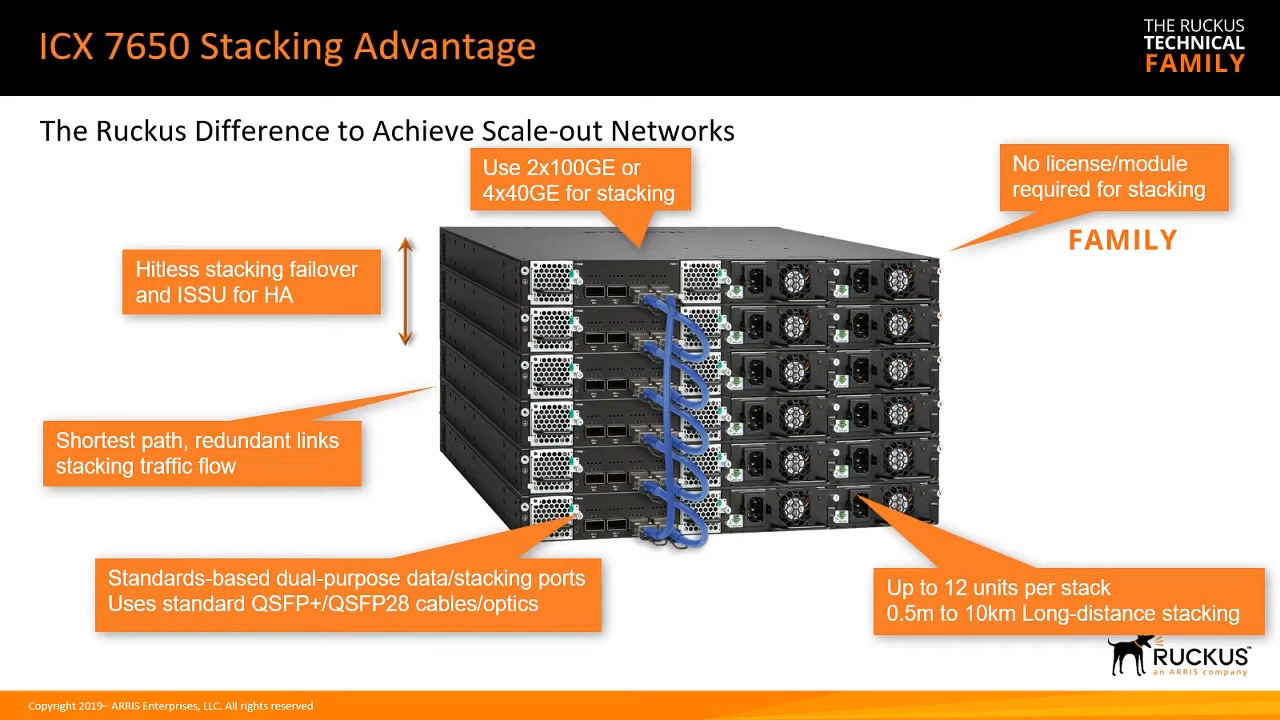 ICX 7650 Stacking Advantage
THE RUCKUS
TECHNICAL
FAMILY
The Ruckus Difference to Achieve Scale-out Networks
Use 2x100GE or
4x40GE for stacking
No license/module
required for stacking
FAMILY
Hitless stacking failover
and ISSU for HA
Shortest path, redundant links
stacking traffic flow
Standards-based dual-purpose data/stacking ports
Uses standard QSFP+/QSFP28 cables/optics
Up to 12 units per stack
0.5m to 10km Long-distance stacking
RUCKUS™
an ARRIS company
Copyright 2019– ARRIS Enterprises, LLC. All rights reserved